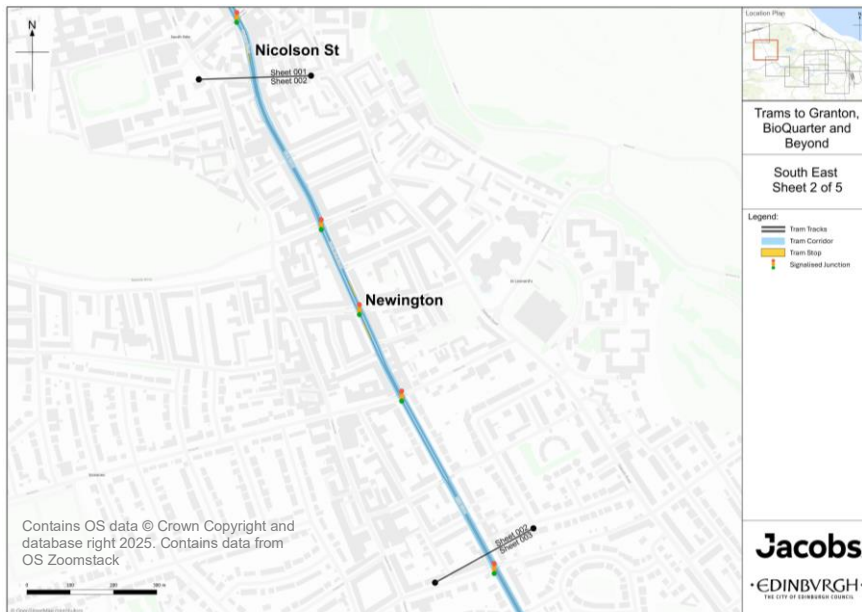 N
Nicolson St
Sheet 001
Sheet 002
Newington
St Leonard's
Sheet 002
Sheet 003
Contains OS data © Crown Copyright and
database right 2025. Contains data from
OS Zoomstack
Location Plan
Trams to Granton,
BioQuarter and
Beyond
South East
Sheet 2 of 5
Legend:
Tram Tracks
Tram Corridor
Tram Stop
Signalised Junction
Jacobs
•EDINBVRGH•
THE CITY OF EDINBURGH COUNCIL